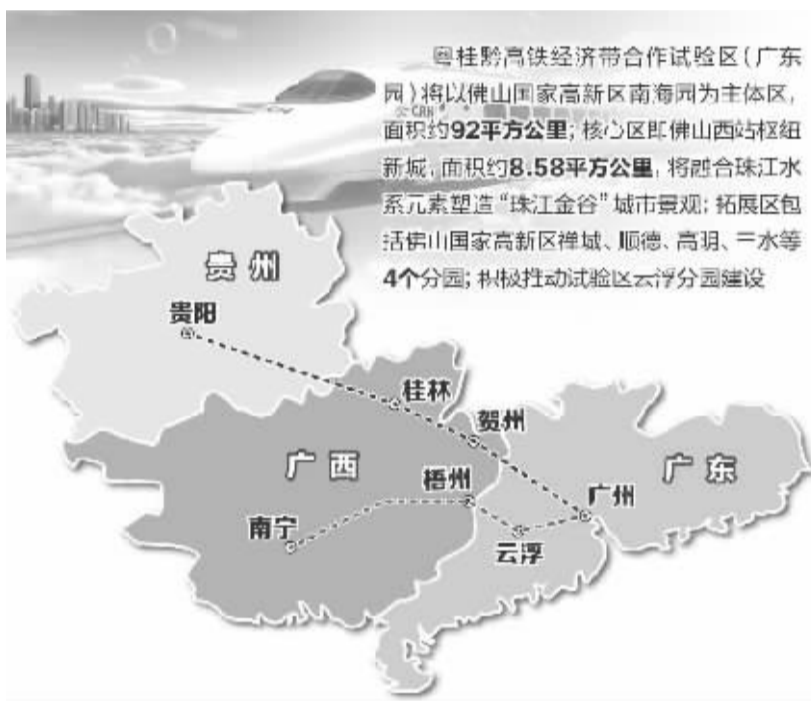 粤桂黔高铁经济带合作试验区(广东
园)将以佛山国家高新区南海园为主体区，
面积约92平方公里；核心区即佛山西站枢纽
新城，面积约8.58平方公里，将融合珠江水
系元素塑造“珠江金谷”城市景观；拓展区包
括佛山国家高新区禅城、顺德、高明、三水等
4个分园；积极推动试验区云浮分园建设
CRH
贵州
贵阳
桂林
贺州
广西
广东
梧州
广州
南宁
云浮